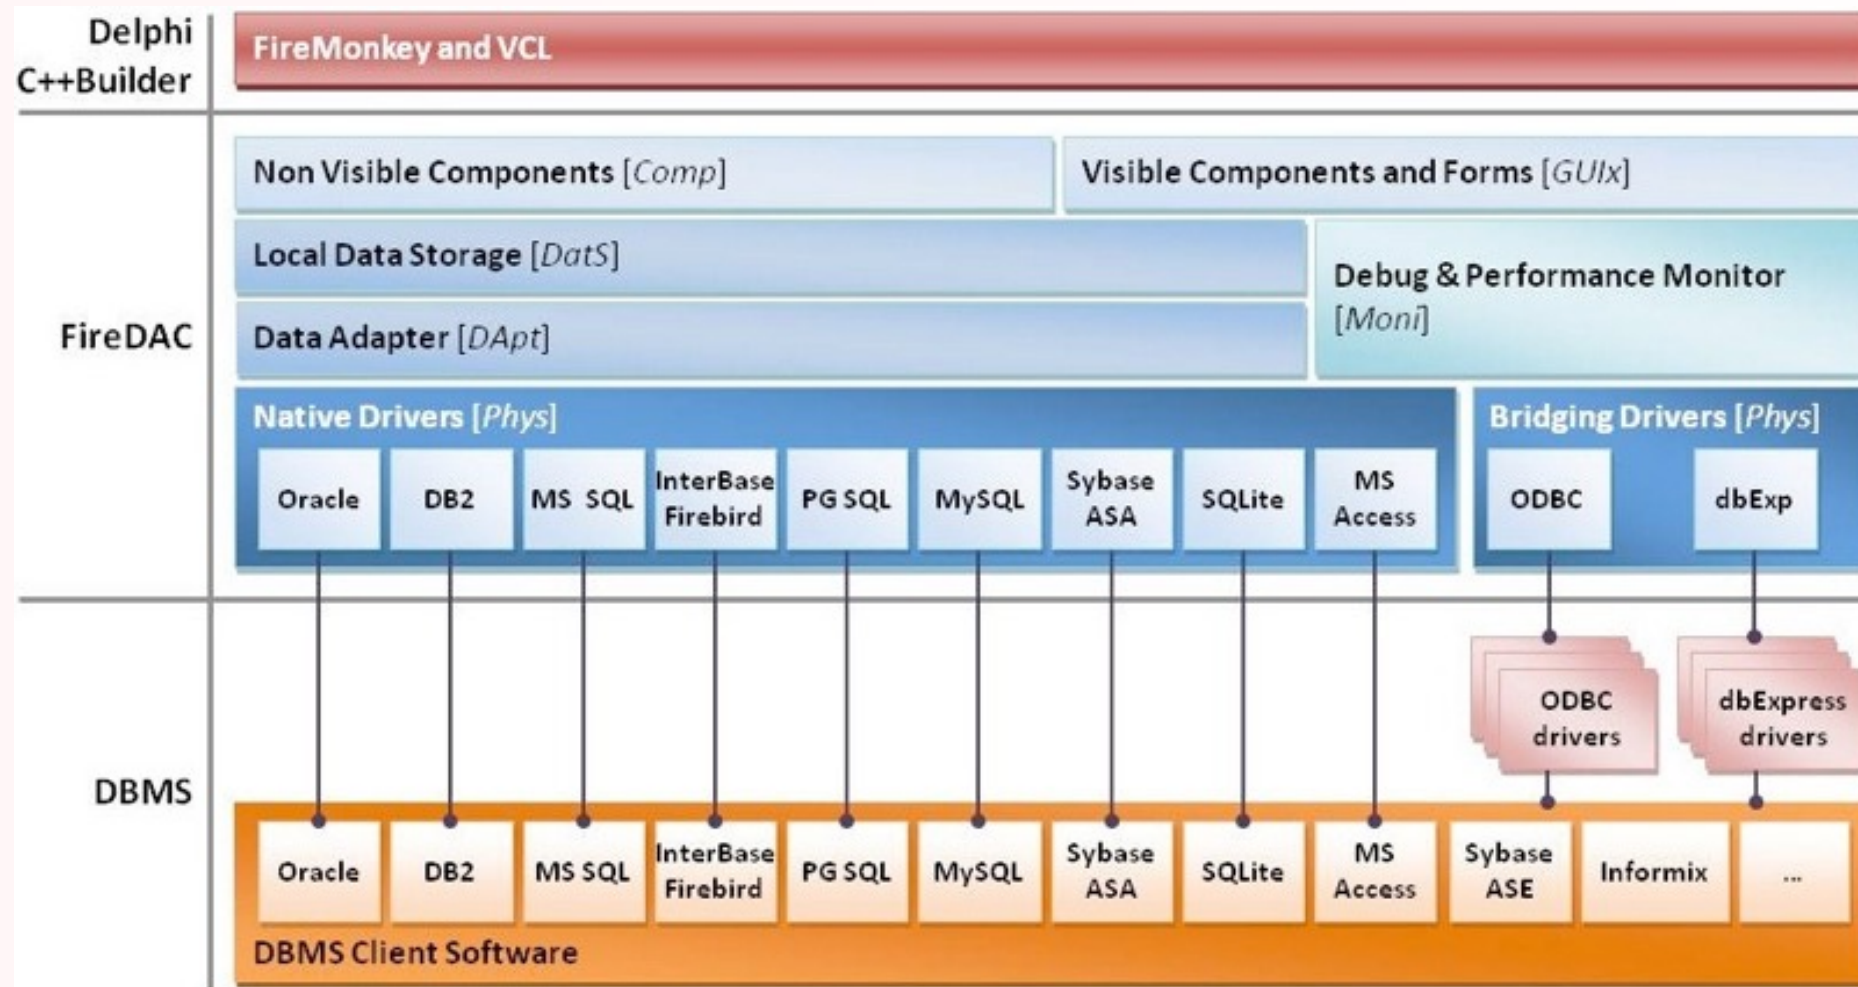 Delphi
C++Builder
FireMonkey and VCL
Non Visible Components [Comp]
Visible Components and Forms [GUIx]
Local Data Storage [DatS]
Debug & Performance Monitor
[Moni]
FireDAC
Data Adapter [DApt]
Native Drivers [Phys]
Bridging Drivers [Phys]
Oracle
DB2
MS SQL
InterBase
Firebird
PG SQL
MySQL
Sybase
ASA
SQLite
MS
Access
ODBC
dbExp
ODBC
drivers
dbExpress
drivers
DBMS
Oracle
DB2
MS SQL
InterBase
Firebird
PG SQL
MySQL
Sybase
ASA
SQLite
MS
Access
Sybase
ASE
Informix
...
DBMS Client Software